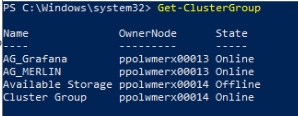 PS C:\Windows\system32> Get-ClusterGroup
Name OwnerNode State
---- --------- -----
AG_Grafana ppolwmerx00013 Online
AG_MERLIN ppolwmerx00013 Online
Available Storage ppolwmerx00014 Offline
Cluster Group ppolwmerx00014 Online